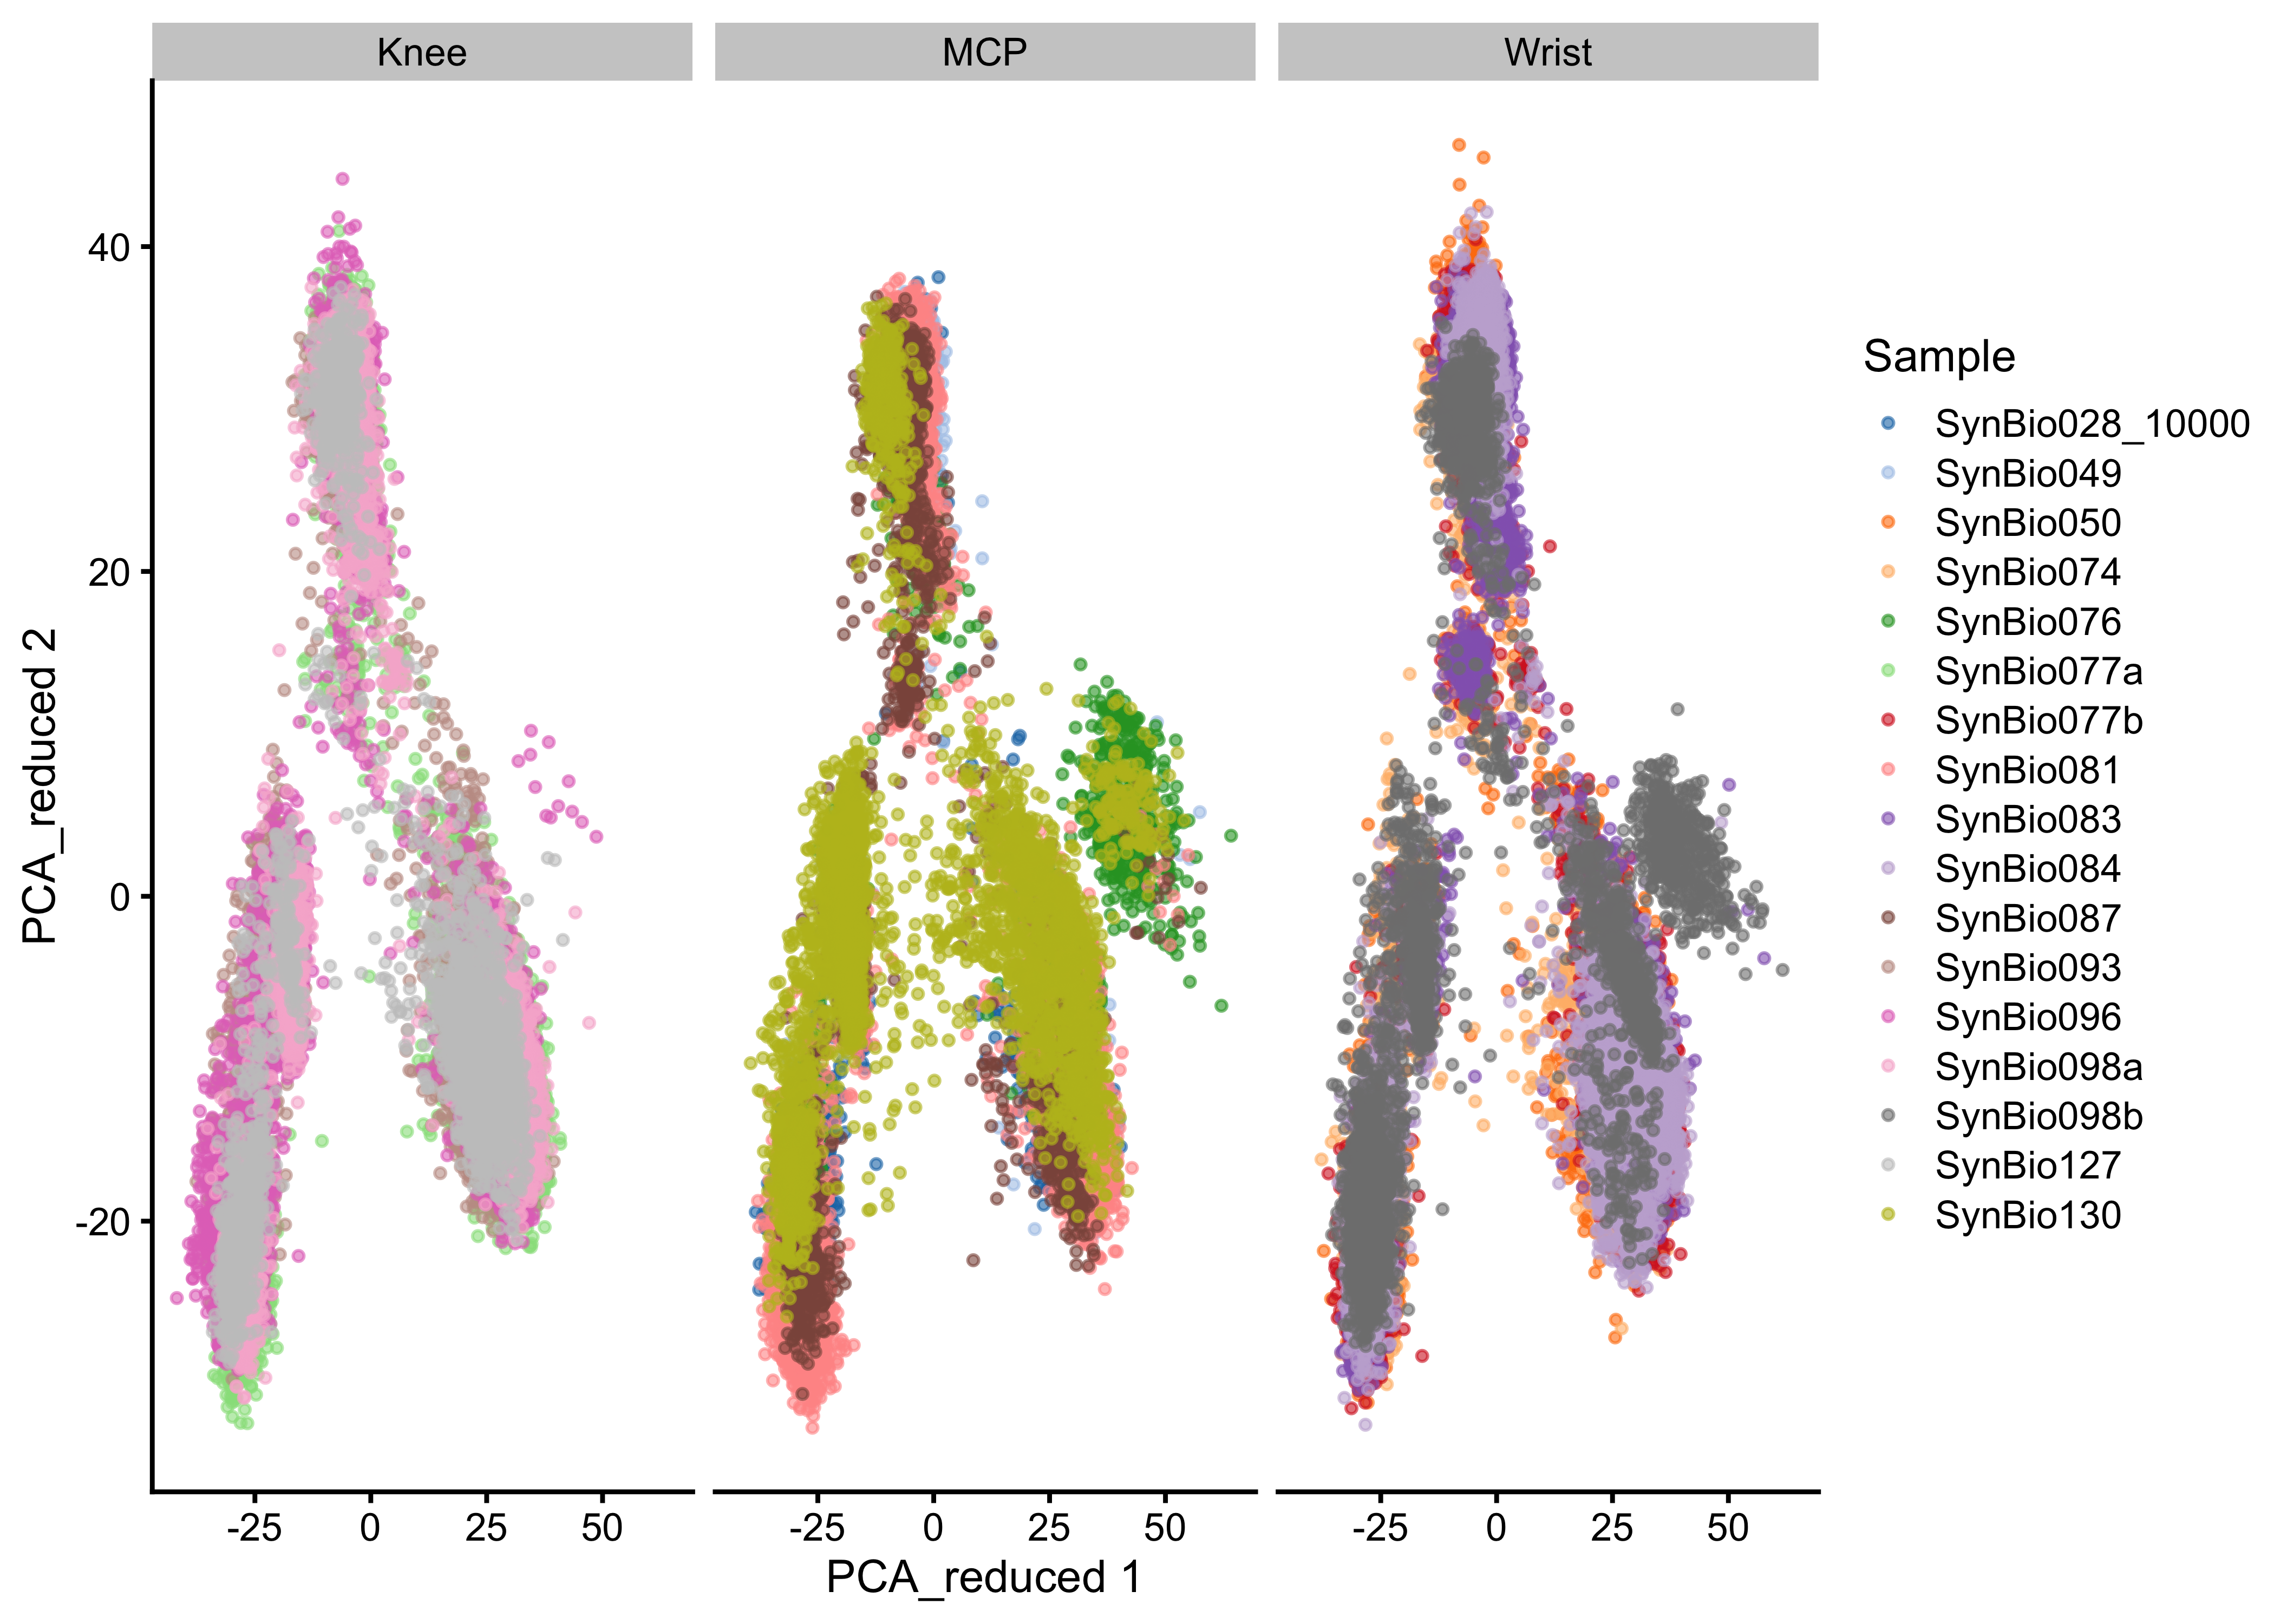 Knee
MCP
Wrist
PCA_reduced 2
40
20
0
-20
-25 0 25 50
-25 0 25 50
-25 0 25 50
PCA_reduced 1
Sample
SynBio028_10000
SynBio049
SynBio050
SynBio074
SynBio076
SynBio077a
SynBio077b
SynBio081
SynBio083
SynBio084
SynBio087
SynBio093
SynBio096
SynBio098a
SynBio098b
SynBio127
SynBio130